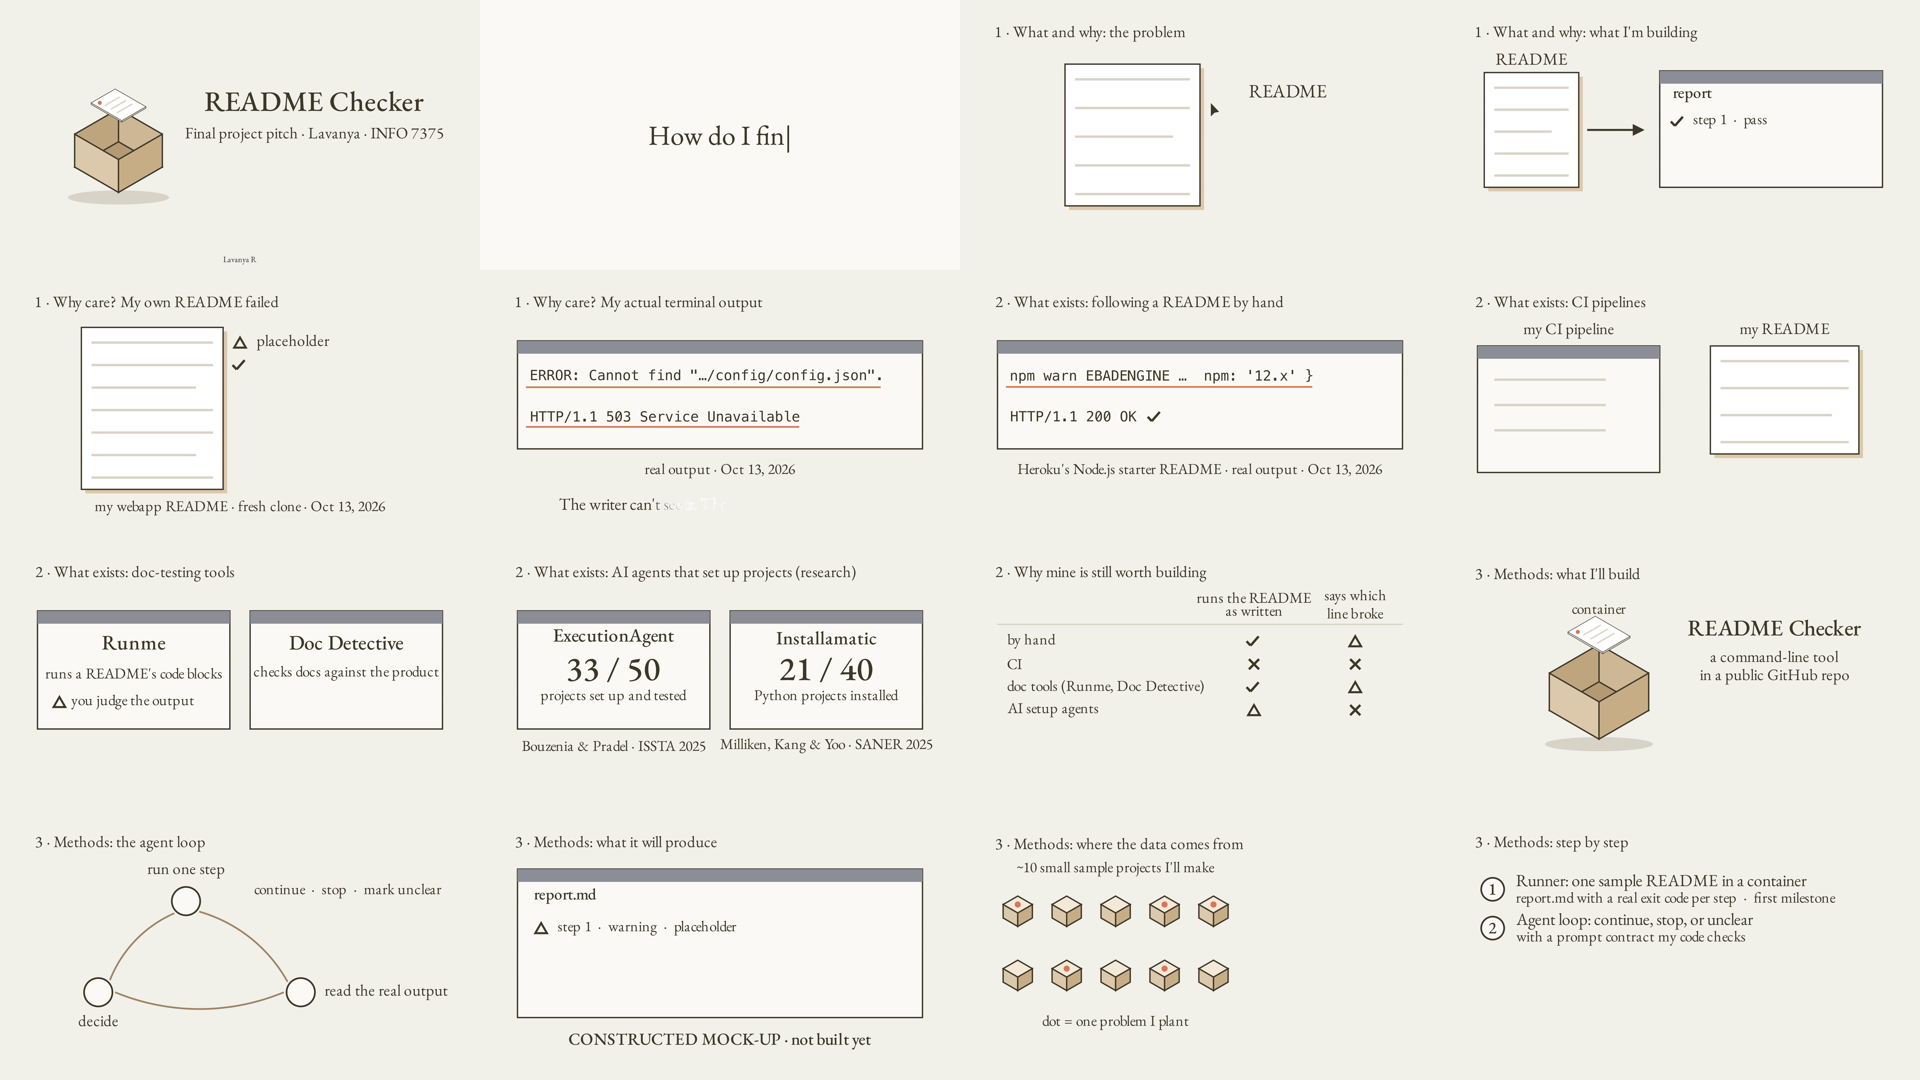 README Checker
Final project pitch · Lavanya · INFO 7375
Lavanya R
How do I fin
1 · What and why: the problem
README
1 · What and why: what I'm building
README
report
step 1 · pass
1 · Why care? My own README failed
placeholder
my webapp README · fresh clone · Oct 13, 2026
1 · Why care? My actual terminal output
ERROR: Cannot find "…/config/config.json".
HTTP/1.1 503 Service Unavailable
real output · Oct 13, 2026
The writer can't
2 · What exists: following a README by hand
npm warn EBADENGINE … npm: '12.x' }
HTTP/1.1 200 OK
Heroku's Node.js starter README · real output · Oct 13, 2026
2 · What exists: CI pipelines
my CI pipeline
my README
2 · What exists: doc-testing tools
Runme
runs a README's code blocks
you judge the output
Doc Detective
checks docs against the product
2 · What exists: AI agents that set up projects (research)
ExecutionAgent
33 / 50
projects set up and tested
Bouzenia & Pradel · ISSTA 2025
Installamatic
21 / 40
Python projects installed
Milliken, Kang & Yoo · SANER 2025
2 · Why mine is still worth building
runs the README
as written
says which
line broke
by hand
CI
doc tools (Runme, Doc Detective)
AI setup agents
3 · Methods: what I'll build
container
README Checker
a command-line tool
in a public GitHub repo
3 · Methods: the agent loop
run one step
continue · stop · mark unclear
read the real output
decide
3 · Methods: what it will produce
report.md
step 1 · warning · placeholder
CONSTRUCTED MOCK-UP · not built yet
3 · Methods: where the data comes from
~10 small sample projects I'll make
dot = one problem I plant
3 · Methods: step by step
1 Runner: one sample README in a container
report.md with a real exit code per step · first milestone
2 Agent loop: continue, stop, or unclear
with a prompt contract my code checks